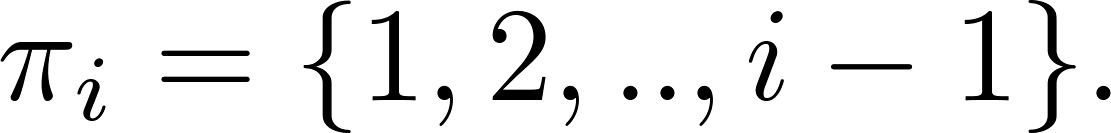 π_i = {1, 2, .., i − 1}.